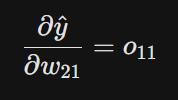 ∂ŷ/∂w₂₁ = o₁₁